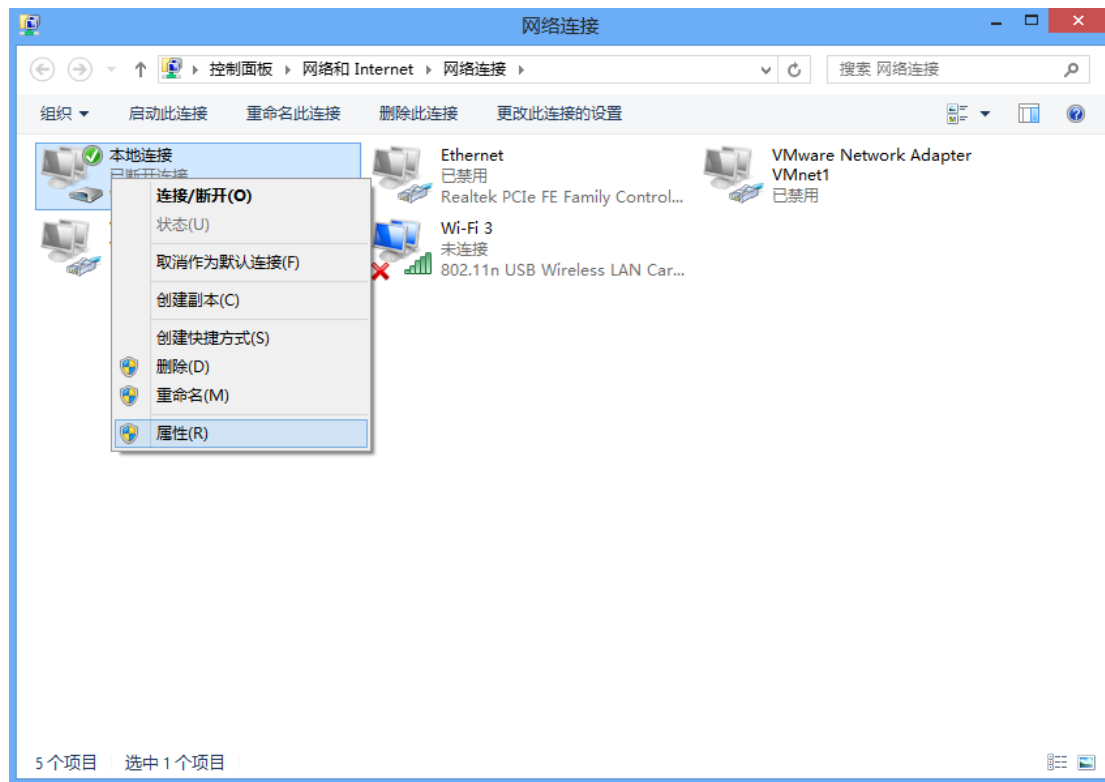 网络连接
控制面板 网络和 Internet 网络连接
搜索 网络连接
组织 启动此连接 重命名此连接 删除此连接 更改此连接的设置
本地连接
已断开连接
连接/断开(O)
状态(U)
取消作为默认连接(F)
创建副本(C)
创建快捷方式(S)
删除(D)
重命名(M)
属性(R)
Ethernet
已禁用
Realtek PCIe FE Family Control...
VMware Network Adapter
VMnet1
已禁用
Wi-Fi 3
未连接
802.11n USB Wireless LAN Car...
5 个项目 选中 1 个项目